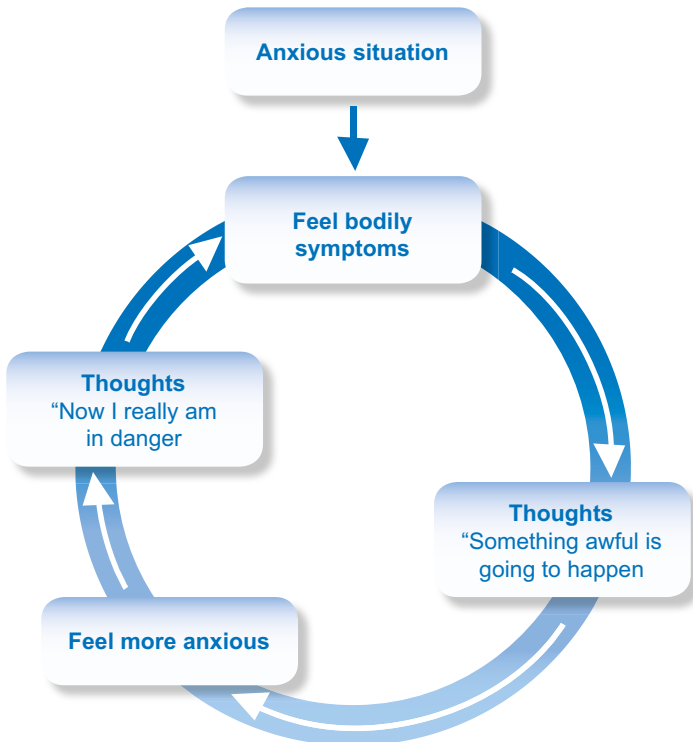 Anxious situation
Feel bodily
symptoms
Thoughts
“Something awful is
going to happen
Feel more anxious
Thoughts
“Now I really am
in danger